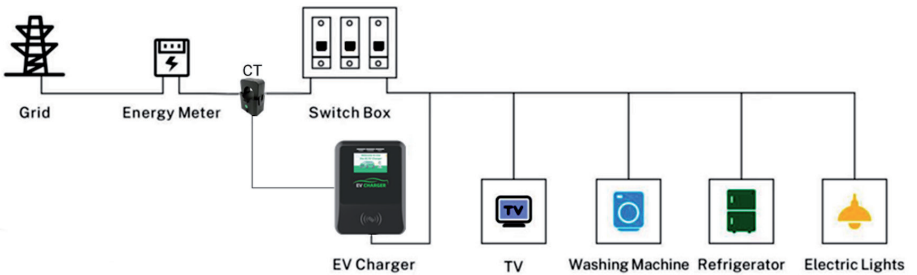 CT
Grid
Energy Meter
Switch Box
EV CHARGER
TV
EV Charger
TV
Washing Machine
Refrigerator
Electric Lights